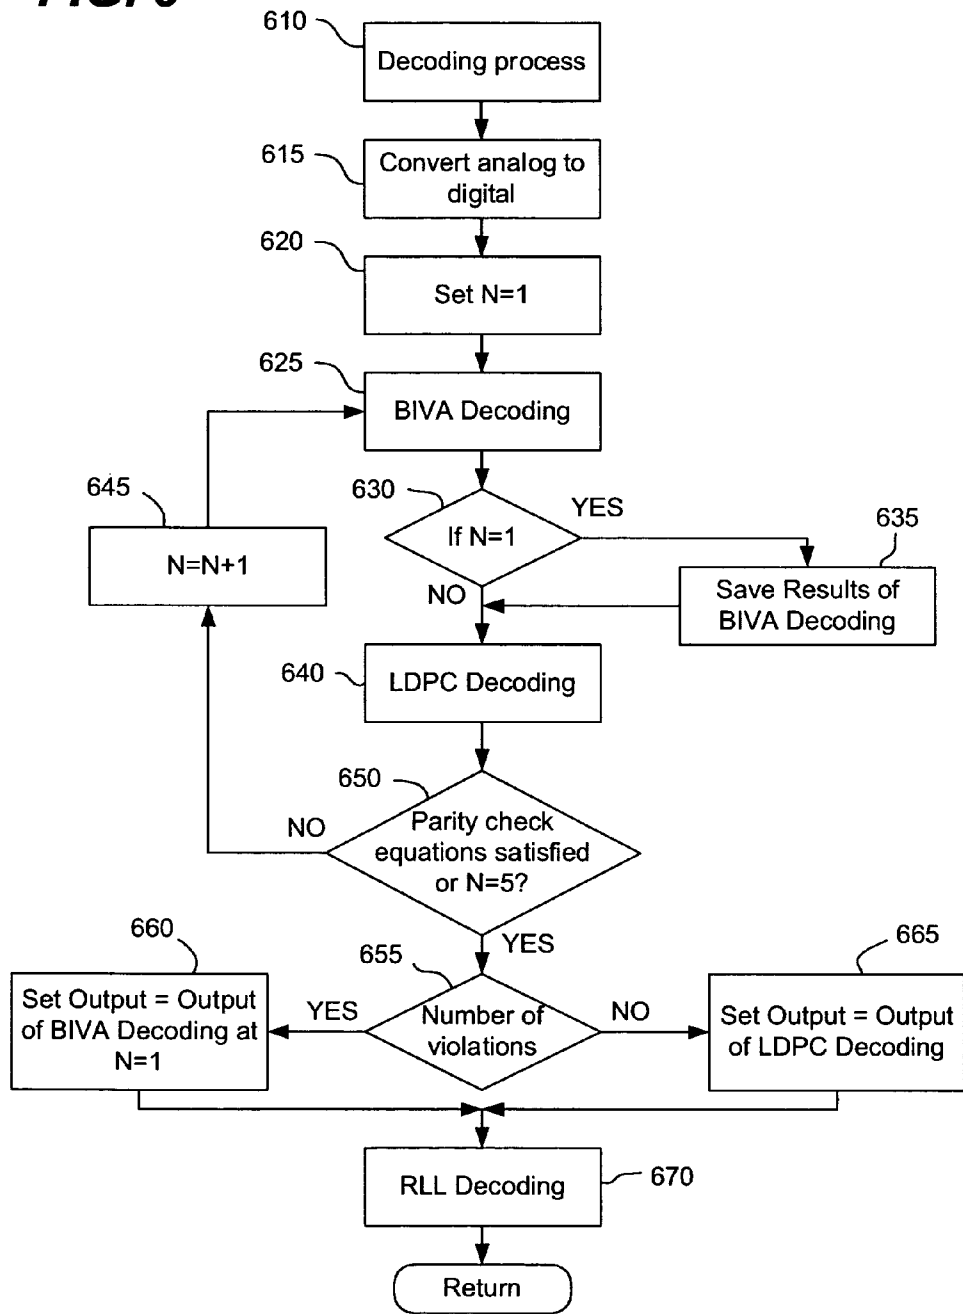 610
Decoding process
615
Convert analog to
digital
620
Set N=1
625
BIVA Decoding
630
YES
645
If N=1
635
N=N+1
NO
Save Results of
BIVA Decoding
640
LDPC Decoding
650
NO
Parity check
equations satisfied
or N=5?
YES
660
655
665
Set Output = Output
of BIVA Decoding at
N=1
YES
Number of
violations
NO
Set Output = Output
of LDPC Decoding
RLL Decoding
670
Return